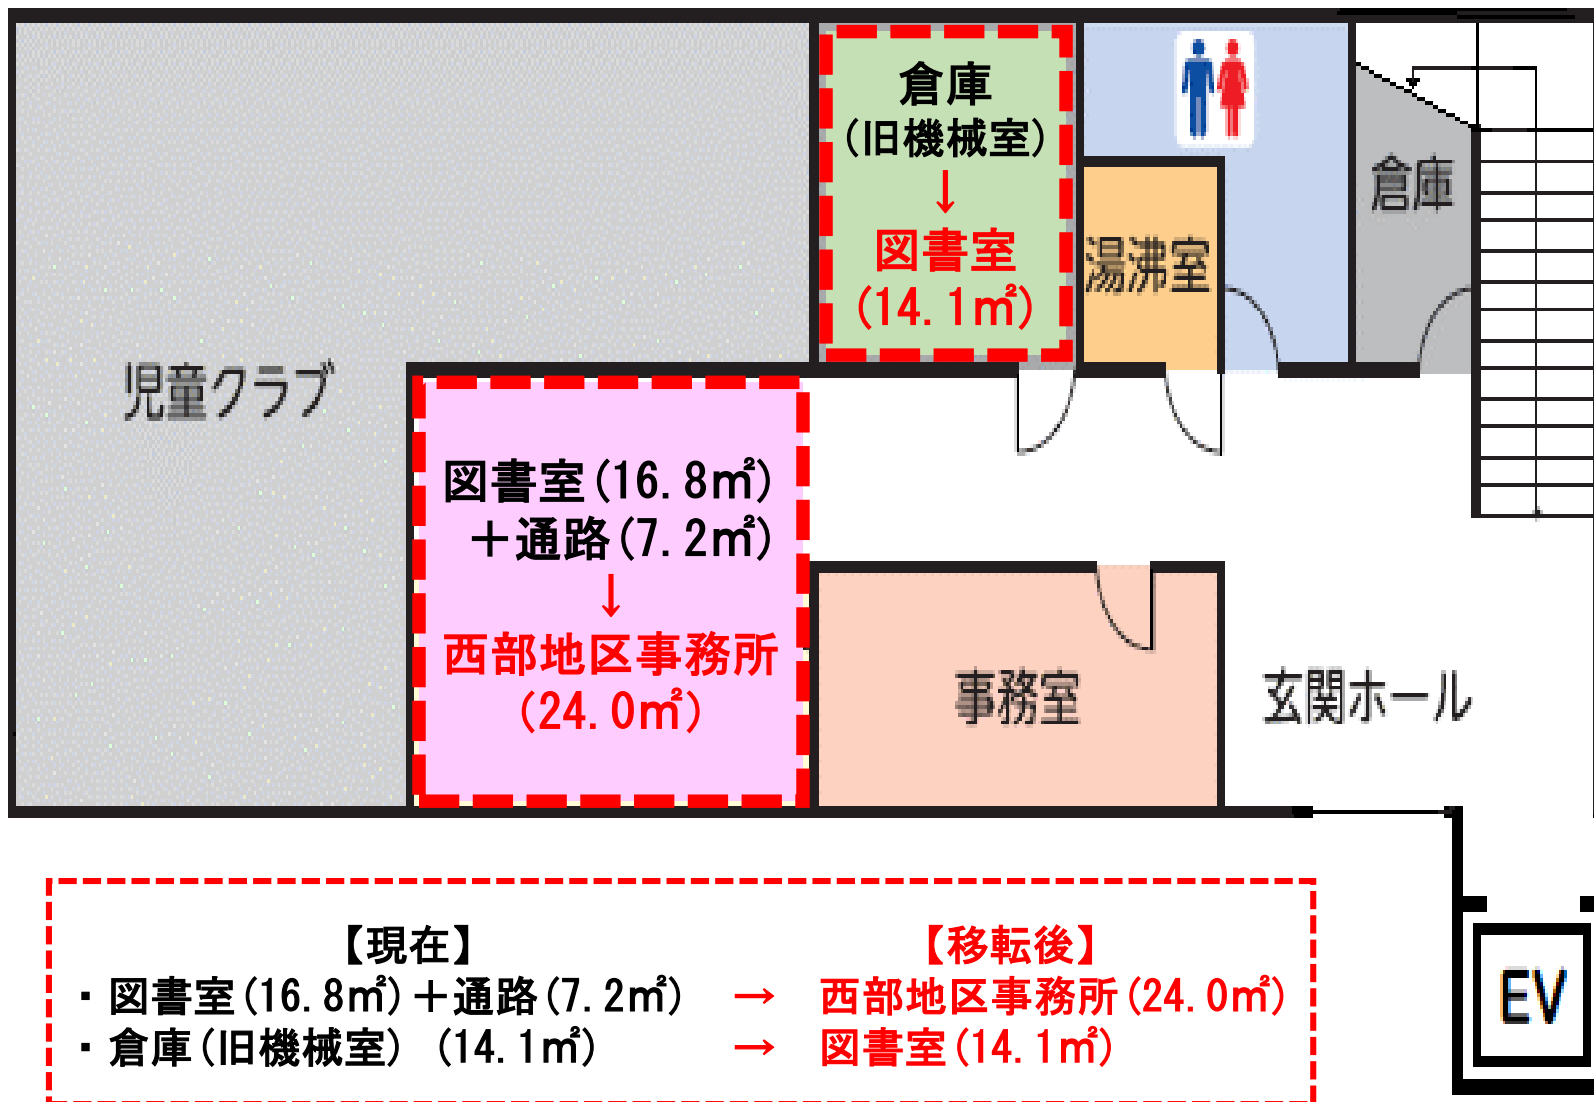 倉庫
(旧機械室)
↓
図書室
(14.1㎡)
倉庫
湯沸室
児童クラブ
図書室(16.8㎡)
＋通路(7.2㎡)
↓
西部地区事務所
(24.0㎡)
事務室
玄関ホール
【現在】 【移転後】
・図書室(16.8㎡)＋通路(7.2㎡) → 西部地区事務所(24.0㎡)
・倉庫(旧機械室) (14.1㎡) → 図書室(14.1㎡)
EV